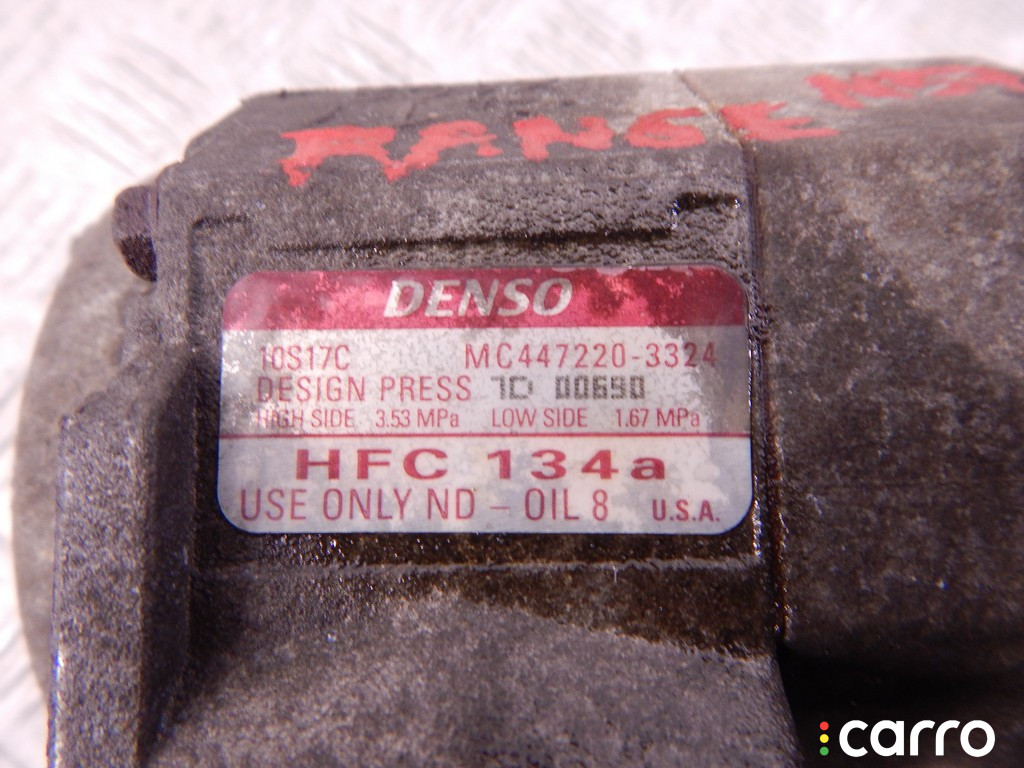 RANGE
DENSO
10S17C MC447220-3324
DESIGN PRESS 1D 00690
HIGH SIDE 3.53 MPa LOW SIDE 1.67 MPa
HFC 134a
USE ONLY ND - OIL 8 U.S.A.
carro